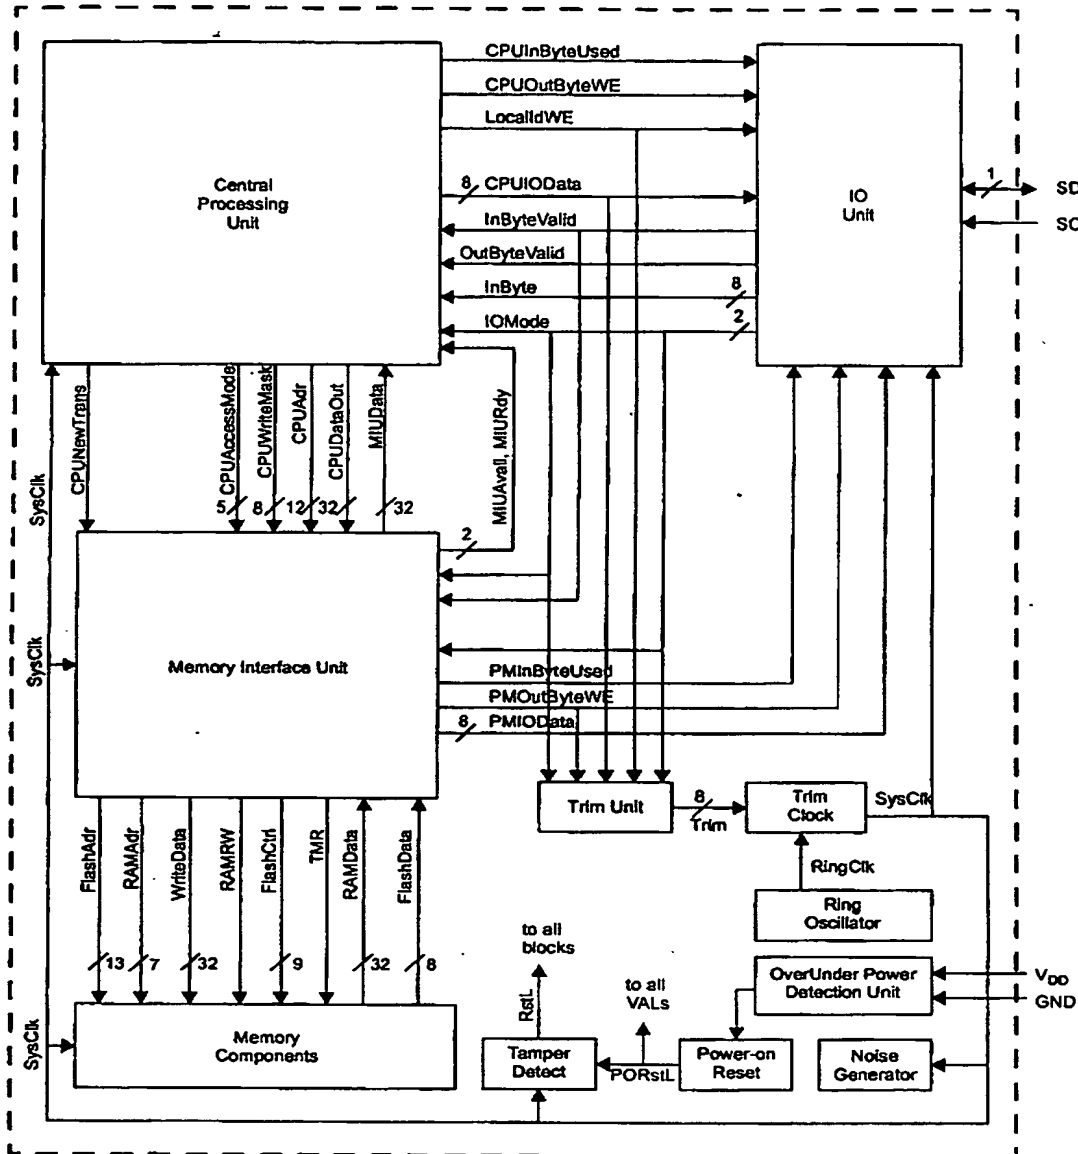 CPUInByteUsed
CPUOutByteWE
LocalIdWE
Central
Processing
Unit
8
CPUIOData
IO
Unit
1
SD
SC
InByteValid
OutByteValid
InByte
8
IOMode
2
CPUNewTrans
CPUAccessMode
CPUWriteMask
CPUAdr
CPUDataOut
MIUData
MIUAvail, MIURdy
SysClk
5
8
12
32
32
2
SysClk
Memory Interface Unit
PMInByteUsed
PMOutByteWE
8
PMIOData
Trim Unit
8
Trim
Trim
Clock
SysClk
FlashAdr
RAMAdr
WriteData
RAMRW
FlashCtrl
TMR
RAMData
FlashData
RingClk
Ring
Oscillator
to all
blocks
13
7
32
9
32
8
OverUnder Power
Detection Unit
VDD
GND
to all
VALs
RstL
SysClk
Memory
Components
Tamper
Detect
PORstL
Power-on
Reset
Noise
Generator